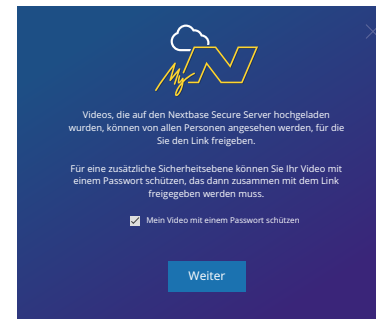 My N
Videos, die auf den Nextbase Secure Server hochgeladen
wurden, können von allen Personen angesehen werden, für die
Sie den Link freigeben.
Für eine zusätzliche Sicherheitsebene können Sie Ihr Video mit
einem Passwort schützen, das dann zusammen mit dem Link
freigegeben werden muss.
Mein Video mit einem Passwort schützen
Weiter